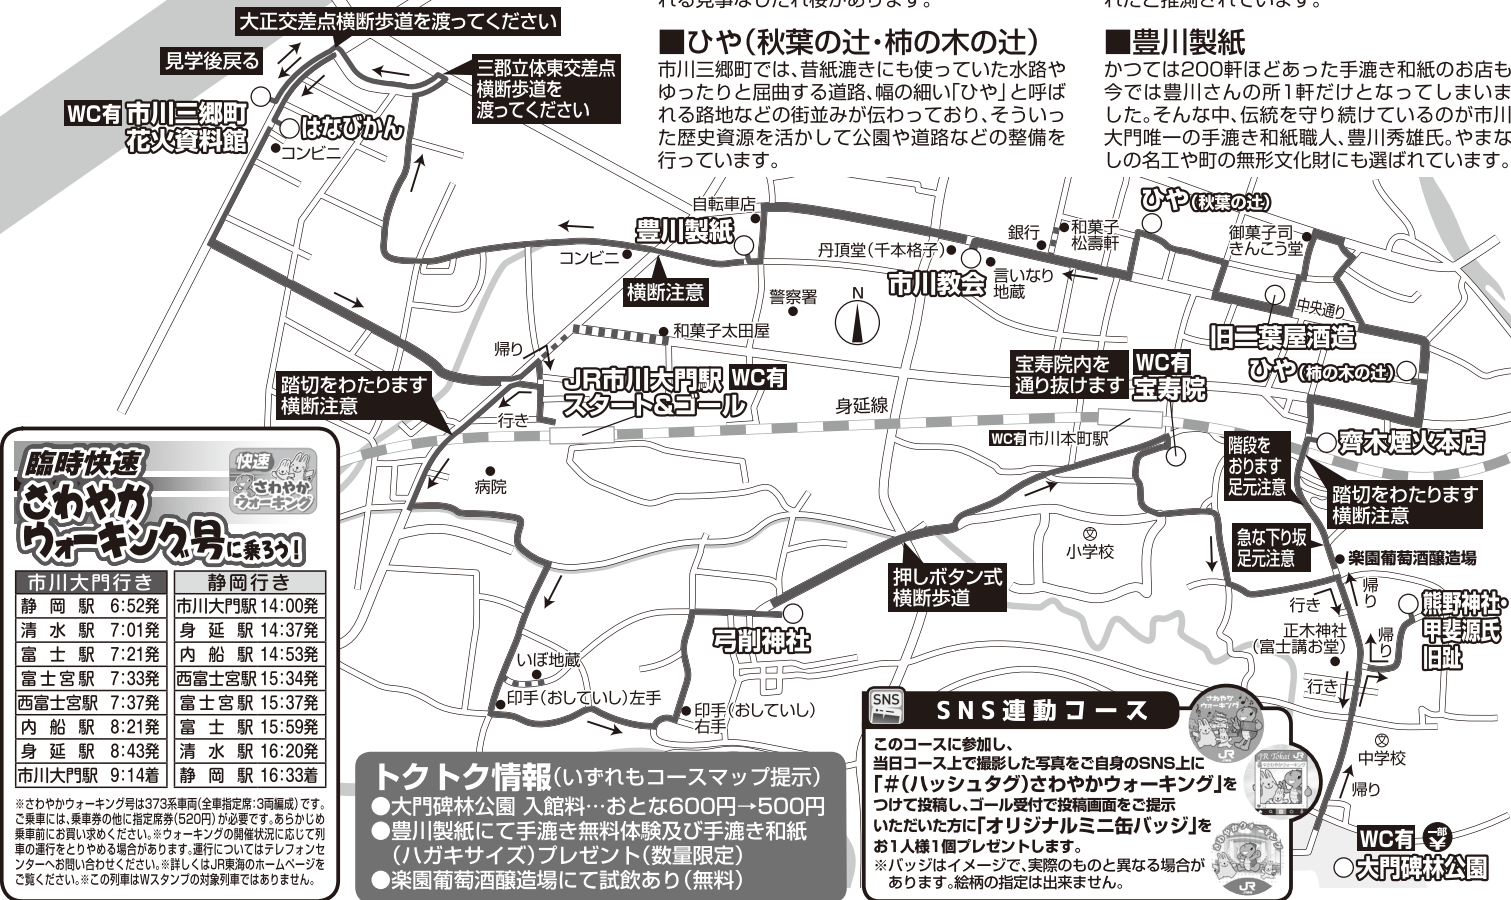 大正交差点横断歩道を渡ってください
見学後戻る
三郡立体東交差点
横断歩道を
渡ってください
WC有 市川三郷町
花火資料館
はなびかん
コンビニ
■ひや(秋葉の辻・柿の木の辻)
市川三郷町では、昔紙漉きにも使っていた水路や
ゆったりと屈曲する道路、幅の細い「ひや」と呼ば
れる路地などの街並みが伝わっており、そういっ
た歴史資源を活かして公園や道路などの整備を
行っています。
れたと推測されています。
■豊川製紙
かつては200軒ほどあった手漉き和紙のお店も
今では豊川さんの所1軒だけとなってしまいま
した。そんな中、伝統を守り続けているのが市川
大門唯一の手漉き和紙職人、豊川秀雄氏。やまな
しの名工や町の無形文化財にも選ばれています。
自転車店
豊川製紙
コンビニ
横断注意
丹頂堂(千本格子)
市川教会
銀行
和菓子
松壽軒
言いなり
地蔵
ひや(秋葉の辻)
御菓子司
きんこう堂
中央通り
旧二葉屋酒造
ひや(柿の木の辻)
警察署
N
和菓子太田屋
帰り
JR市川大門駅 WC有
スタート&ゴール
行き
踏切をわたります
横断注意
身延線
宝寿院内を
通り抜けます
WC有
宝寿院
WC有 市川本町駅
齊木煙火本店
階段を
おります
足元注意
踏切をわたります
横断注意
急な下り坂
足元注意
楽園葡萄酒醸造場
病院
文
小学校
押しボタン式
横断歩道
弓削神社
いぼ地蔵
印手(おしていし)左手
印手(おしていし)
右手
行き
帰り
正木神社
(富士講お堂)
帰り
熊野神社・
甲斐源氏
旧趾
行き
文
中学校
帰り
WC有 一部¥
大門碑林公園
臨時快速
さわやか
ウォーキング号に乗ろう!
快速
さわやか
ウォーキング
市川大門行き
静岡駅 6:52発
清水駅 7:01発
富士駅 7:21発
富士宮駅 7:33発
西富士宮駅 7:37発
内船駅 8:21発
身延駅 8:43発
市川大門駅 9:14着
静岡行き
市川大門駅 14:00発
身延駅 14:37発
内船駅 14:53発
西富士宮駅 15:34発
富士宮駅 15:37発
富士駅 15:59発
清水駅 16:20発
静岡駅 16:33着
※さわやかウォーキング号は373系車両(全車指定席:3両編成)です。
ご乗車には、乗車券の他に指定席券(520円)が必要です。あらかじめ
乗車前にお買い求めください。※ウォーキングの開催状況に応じて列
車の運行をとりやめる場合があります。運行についてはテレフォンセ
ンターへお問い合わせください。※詳しくはJR東海のホームページを
ご覧ください。※この列車はWスタンプの対象列車ではありません。
トクトク情報(いずれもコースマップ提示)
●大門碑林公園 入館料…おとな600円→500円
●豊川製紙にて手漉き無料体験及び手漉き和紙
(ハガキサイズ)プレゼント(数量限定)
●楽園葡萄酒醸造場にて試飲あり(無料)
SNS
SNS連動コース
このコースに参加し、
当日コース上で撮影した写真をご自身のSNS上に
「#(ハッシュタグ)さわやかウォーキング」を
つけて投稿し、ゴール受付で投稿画面をご提示
いただいた方に「オリジナルミニ缶バッジ」を
お1人様1個プレゼントします。
※バッジはイメージで、実際のものと異なる場合が
あります。絵柄の指定は出来ません。
さわやか
ウォーキング
JR
JR Tokai
JR